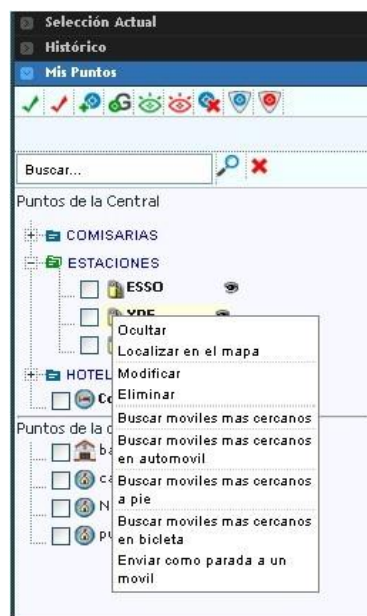 Selección Actual
Histórico
Mis Puntos
G
Buscar...
Puntos de la Central
COMISARIAS
ESTACIONES
ESSO
YPF
Ocultar
Localizar en el mapa
Modificar
HOTEL
Eliminar
Buscar moviles mas cercanos
Puntos de la
Buscar moviles mas cercanos
en automovil
Buscar moviles mas cercanos
a pie
Buscar moviles mas cercanos
en bicleta
Enviar como parada a un
movil